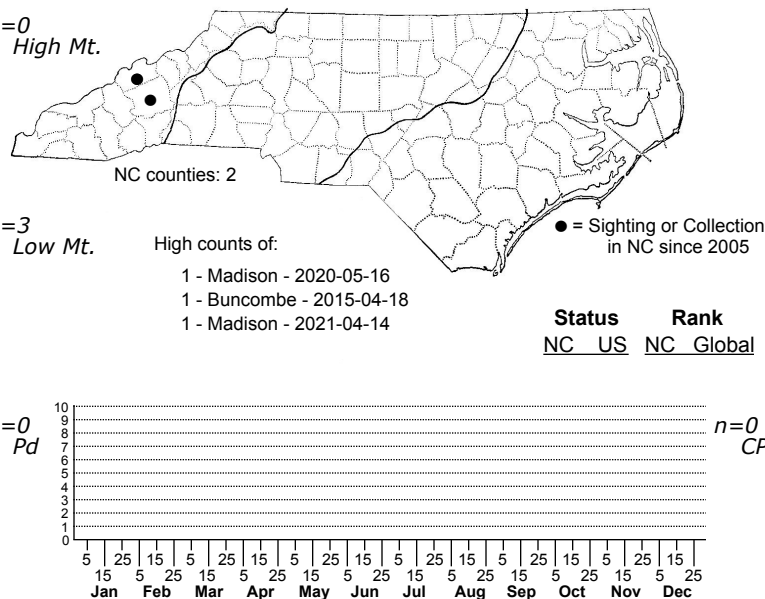 =0
High Mt.
NC counties: 2
=3
Low Mt.
High counts of:
1 - Madison - 2020-05-16
1 - Buncombe - 2015-04-18
1 - Madison - 2021-04-14
● = Sighting or Collection
in NC since 2005
Status Rank
NC US NC Global
=0
Pd
n=0
CP
10
9
8
7
6
5
4
3
2
1
0
5 25 15 5 25 15 5 25 15 5 25 15 5 25 15 5 25 15
15 5 25 15 5 25 15 5 25 15 5 25 15 5 25 15 5 25
Jan Feb Mar Apr May Jun Jul Aug Sep Oct Nov Dec